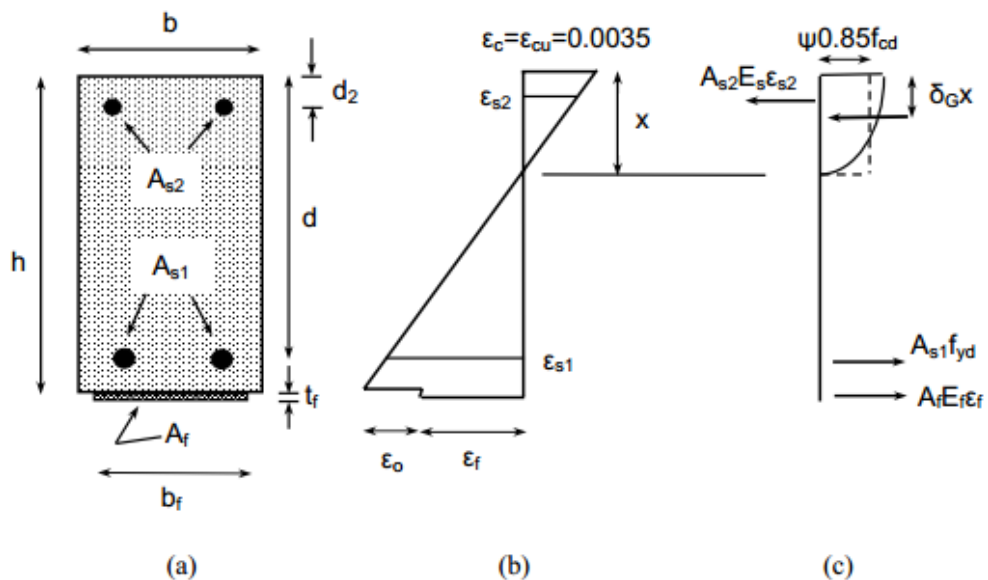 b
d₂
A_s2
d
h
A_s1
t_f
A_f
b_f
(a)
ε_c=ε_cu=0.0035
ε_s2
x
ε_s1
ε_o
ε_f
(b)
ψ0.85f_cd
A_s2E_sε_s2
δ_Gx
A_s1f_yd
A_fE_fε_f
(c)